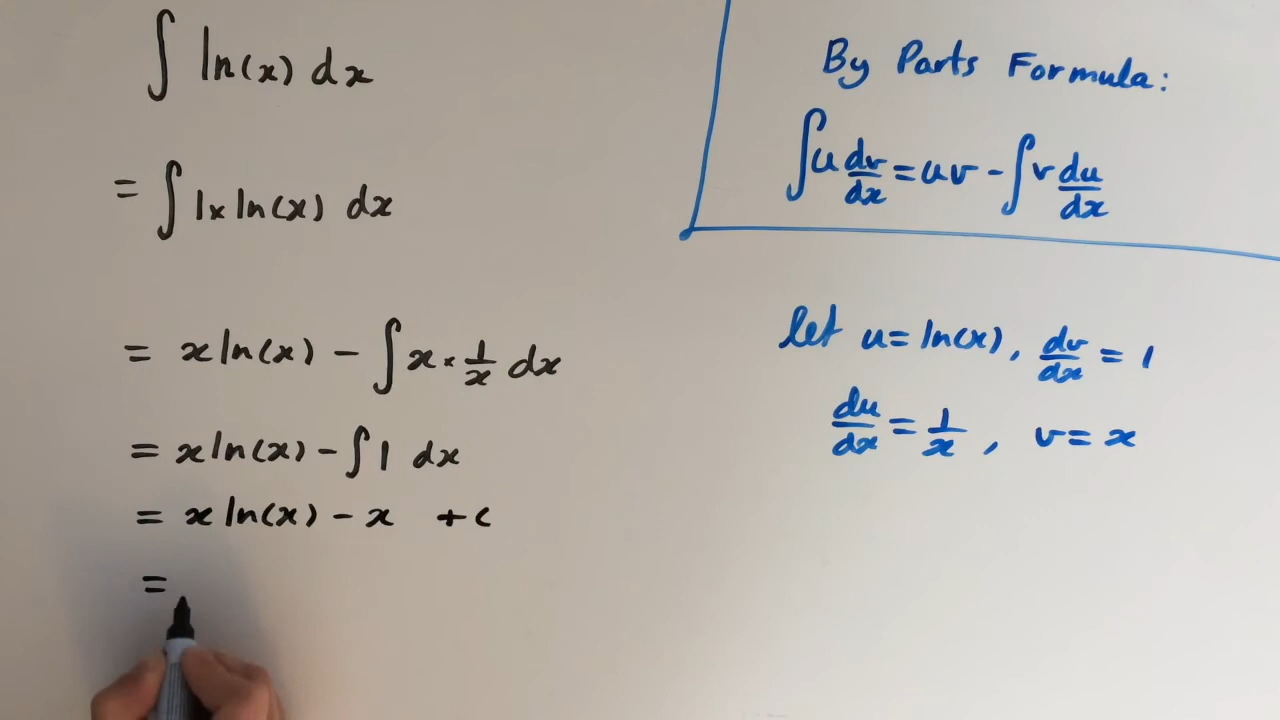 ∫ ln(x) dx
= ∫ 1× ln(x) dx
= x ln(x) - ∫ x × 1/x dx
= x ln(x) - ∫ 1 dx
= x ln(x) - x + c
=
By Parts Formula:
∫ u dv/dx = uv - ∫ v du/dx
let u = ln(x), dv/dx = 1
du/dx = 1/x, v = x